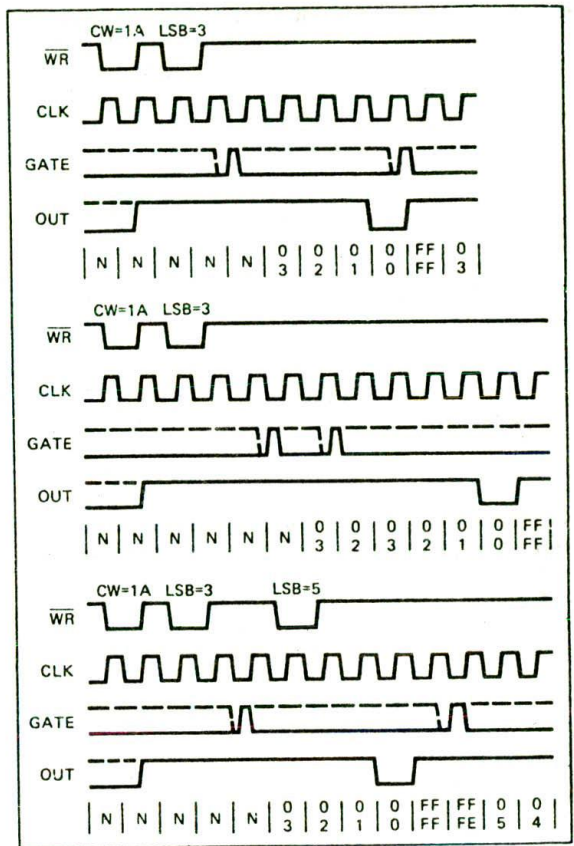 CW=1A LSB=3
WR
CLK
GATE
OUT
N N N N N 0 0 0 0 FF 0
3 2 1 0 FF 3
CW=1A LSB=3
WR
CLK
GATE
OUT
N N N N N N 0 0 0 0 0 0 FF
3 2 3 2 1 0 FF
CW=1A LSB=3 LSB=5
WR
CLK
GATE
OUT
N N N N N 0 0 0 0 FF FF 0 0
3 2 1 0 FF FE 5 4